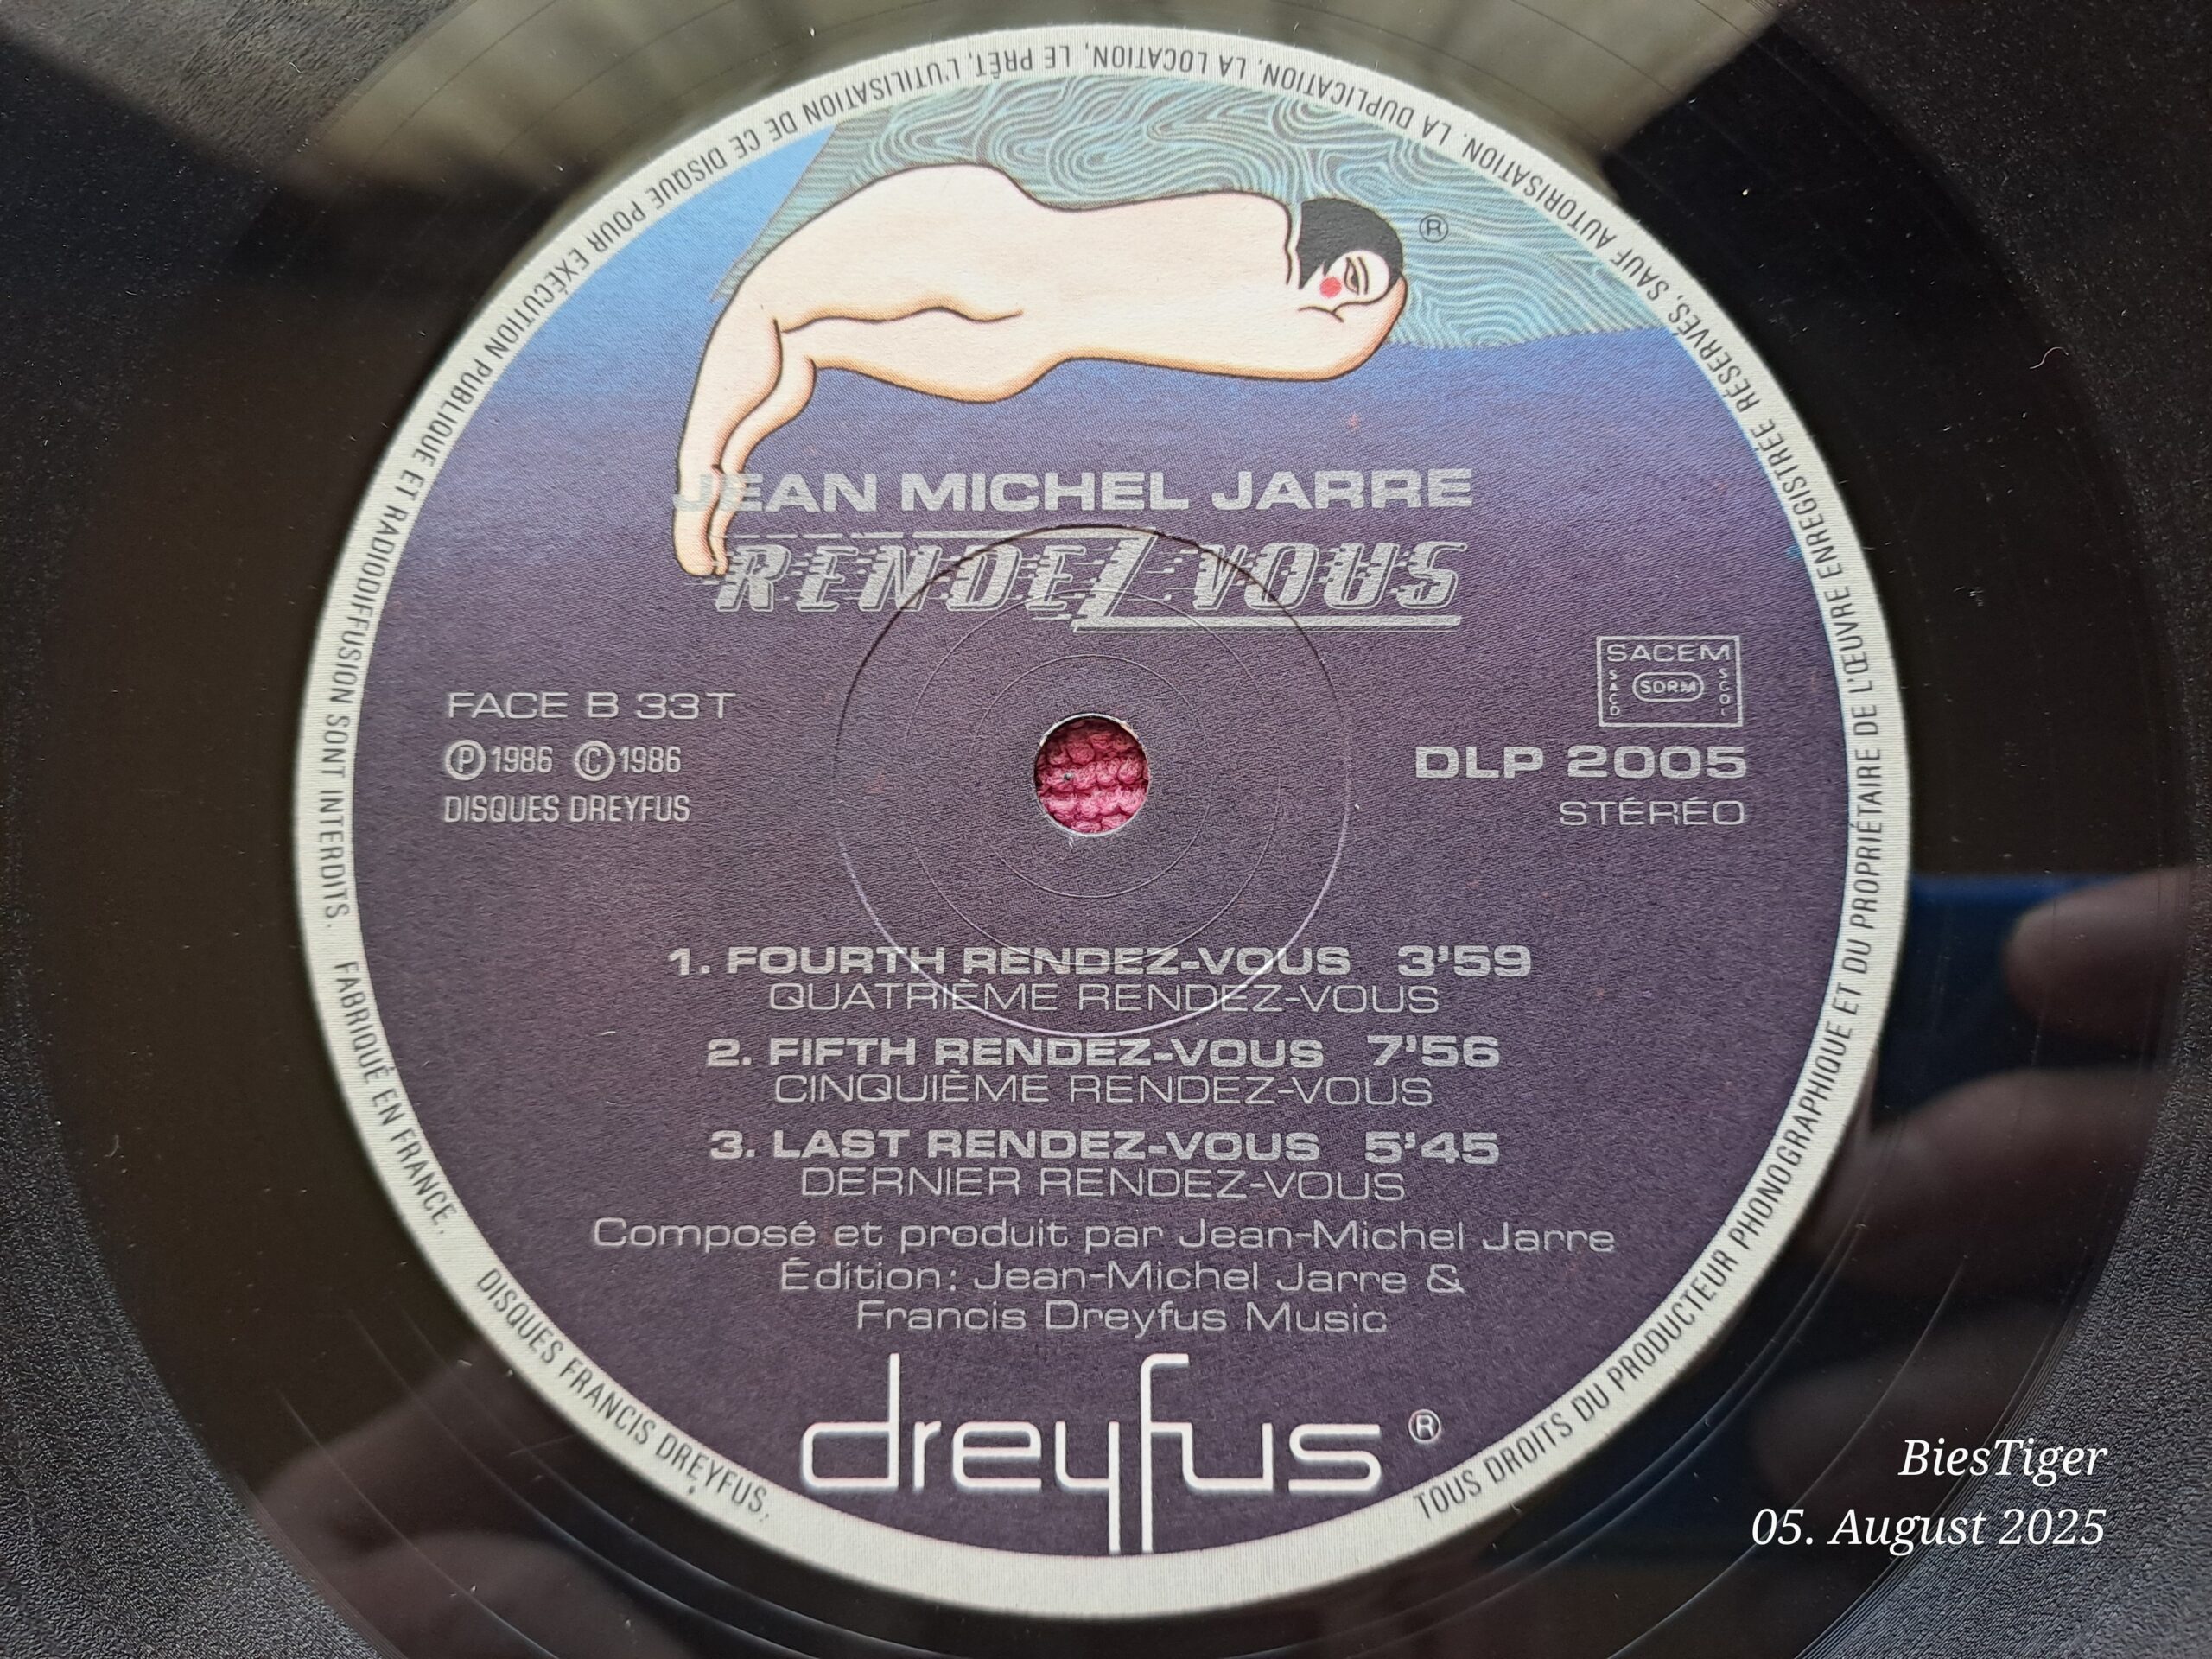 JEAN MICHEL JARRE
RENDEZ-VOUS
FACE B 33T
Ⓟ1986 ©1986
DISQUES DREYFUS
SACEM
SACD
SDRM
SCDL
DLP 2005
STÉRÉO
1. FOURTH RENDEZ-VOUS 3'59
QUATRIÈME RENDEZ-VOUS
2. FIFTH RENDEZ-VOUS 7'56
CINQUIÈME RENDEZ-VOUS
3. LAST RENDEZ-VOUS 5'45
DERNIER RENDEZ-VOUS
Composé et produit par Jean-Michel Jarre
Édition: Jean-Michel Jarre &
Francis Dreyfus Music
dreyfus ®
®
TOUS DROITS DU PRODUCTEUR PHONOGRAPHIQUE ET DU PROPRIÉTAIRE DE L'ŒUVRE ENREGISTRÉE RÉSERVÉS. SAUF AUTORISATION. LA DUPLICATION, LA LOCATION, LE PRÊT, L'UTILISATION DE CE DISQUE POUR EXÉCUTION PUBLIQUE ET RADIODIFFUSION SONT INTERDITS. FABRIQUÉ EN FRANCE.
DISQUES FRANCIS DREYFUS.
BiesTiger
05. August 2025